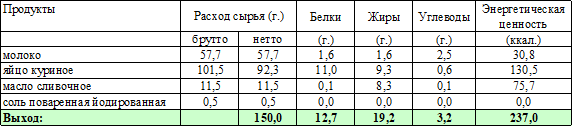 Продукты Расход сырья (г.) Белки Жиры Углеводы Энергетическая ценность
брутто нетто (г.) (г.) (г.) (ккал.)
молоко 57,7 57,7 1,6 1,6 2,5 30,8
яйцо куриное 101,5 92,3 11,0 9,3 0,6 130,5
масло сливочное 11,5 11,5 0,1 8,3 0,1 75,7
соль поваренная йодированная 0,5 0,5 0,0 0,0 0,0 0,0
Выход: 150,0 12,7 19,2 3,2 237,0